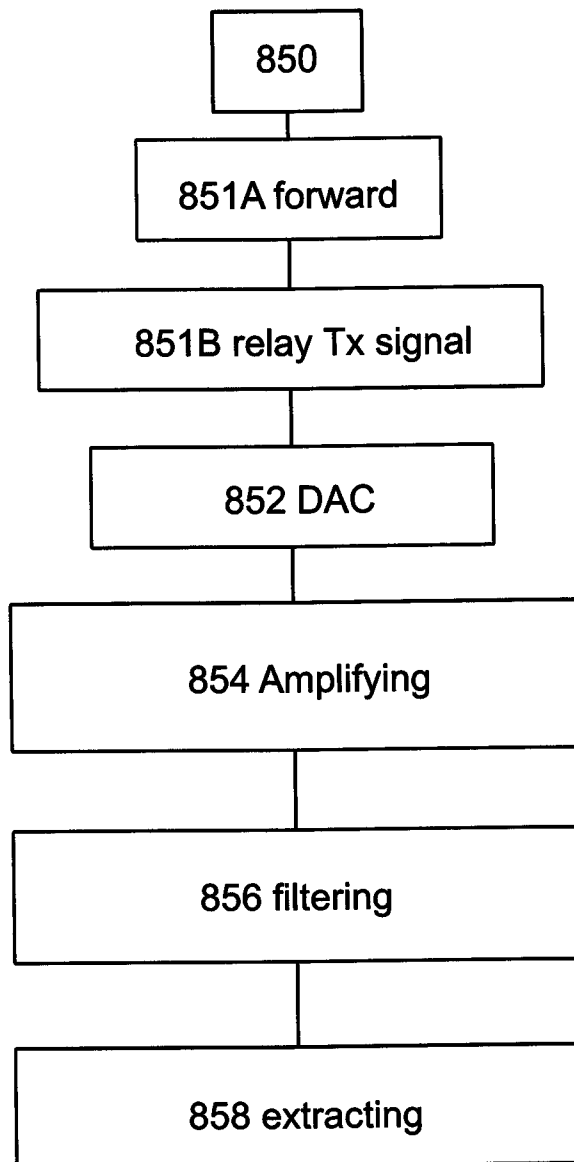 850
851A forward
851B relay Tx signal
852 DAC
854 Amplifying
856 filtering
858 extracting